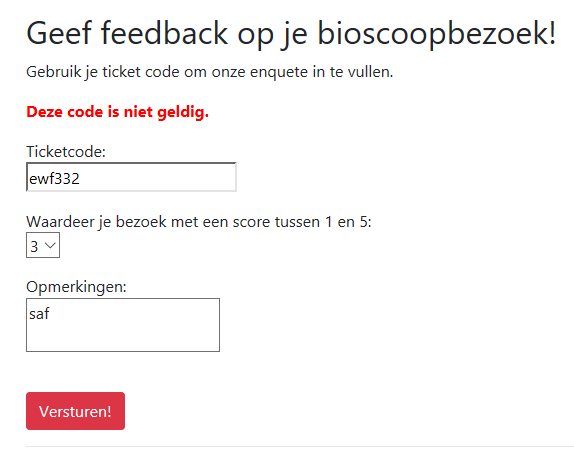 Geef feedback op je bioscoopbezoek!
Gebruik je ticket code om onze enquete in te vullen.
Deze code is niet geldig.
Ticketcode:
ewf332
Waardeer je bezoek met een score tussen 1 en 5:
3
Opmerkingen:
saf
Versturen!